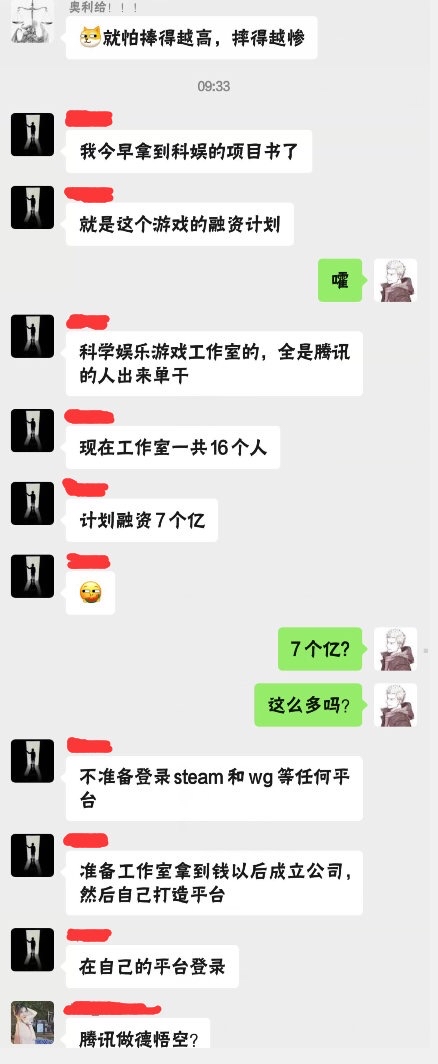 奥利给！！！
就怕捧得越高，摔得越惨
09:33
我今早拿到科娱的项目书了
就是这个游戏的融资计划
嚯
科学娱乐游戏工作室的，全是腾讯
的人出来单干
现在工作室一共16个人
计划融资7个亿
7个亿?
这么多吗?
不准备登录steam和wg等任何平
台
准备工作室拿到钱以后成立公司，
然后自己打造平台
在自己的平台登录
腾讯做德悟空?